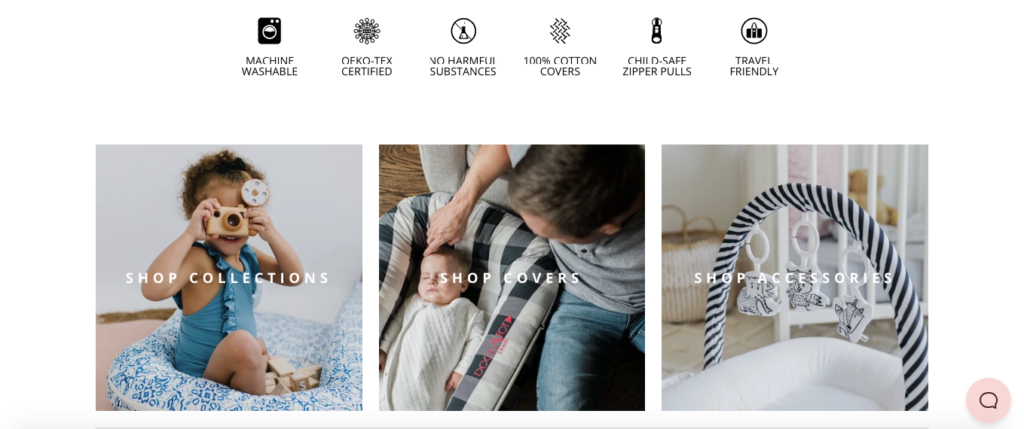 MACHINE
WASHABLE
OEKO-TEX
CERTIFIED
NO HARMFUL
SUBSTANCES
100% COTTON
COVERS
CHILD-SAFE
ZIPPER PULLS
TRAVEL
FRIENDLY
SHOP COLLECTIONS
SHOP COVERS
SHOP ACCESSORIES